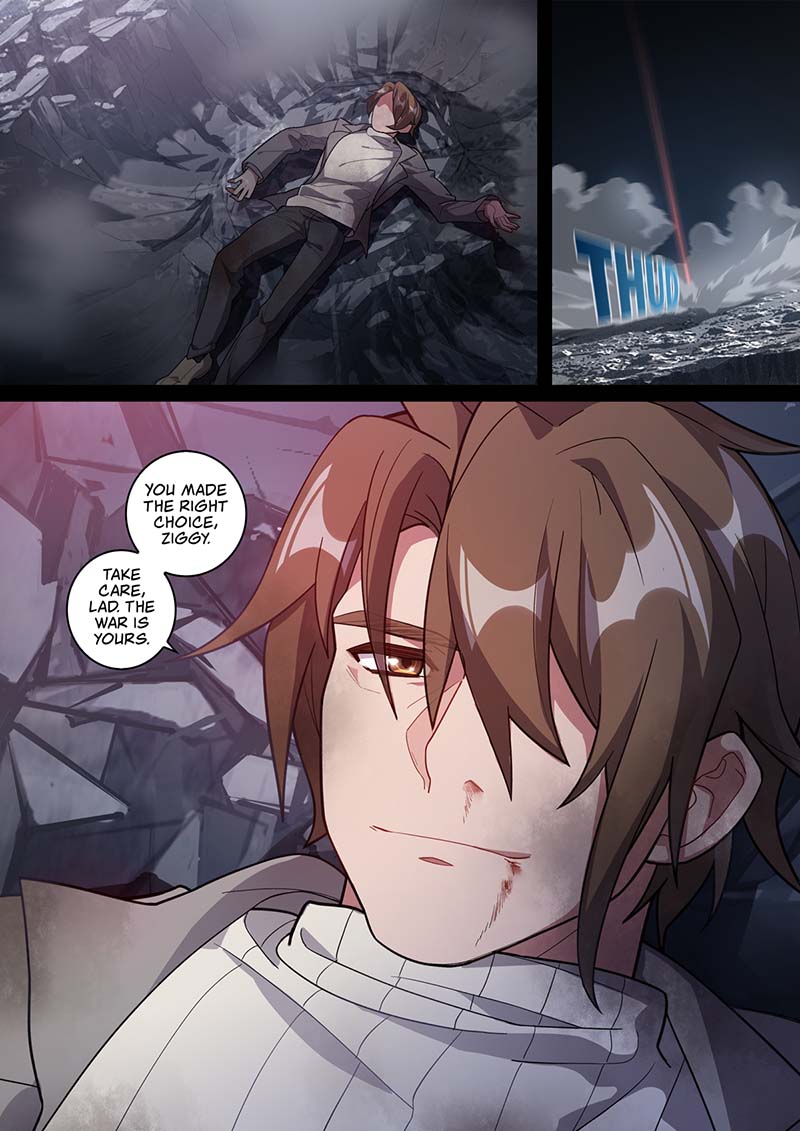 THUD
YOU MADE
THE RIGHT
CHOICE,
ZIGGY.
TAKE
CARE,
LAD. THE
WAR IS
YOURS.